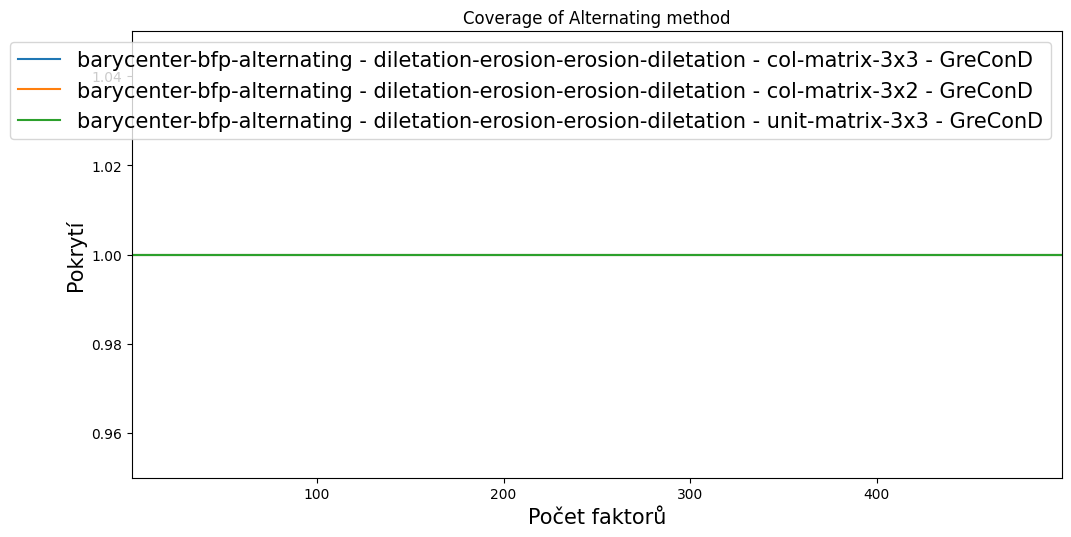 Coverage of Alternating method
barycenter-bfp-alternating - diletation-erosion-erosion-diletation - col-matrix-3x3 - GreConD
barycenter-bfp-alternating - diletation-erosion-erosion-diletation - col-matrix-3x2 - GreConD
barycenter-bfp-alternating - diletation-erosion-erosion-diletation - unit-matrix-3x3 - GreConD
1.04
1.02
1.00
0.98
0.96
Pokrytí
100 200 300 400
Počet faktorů